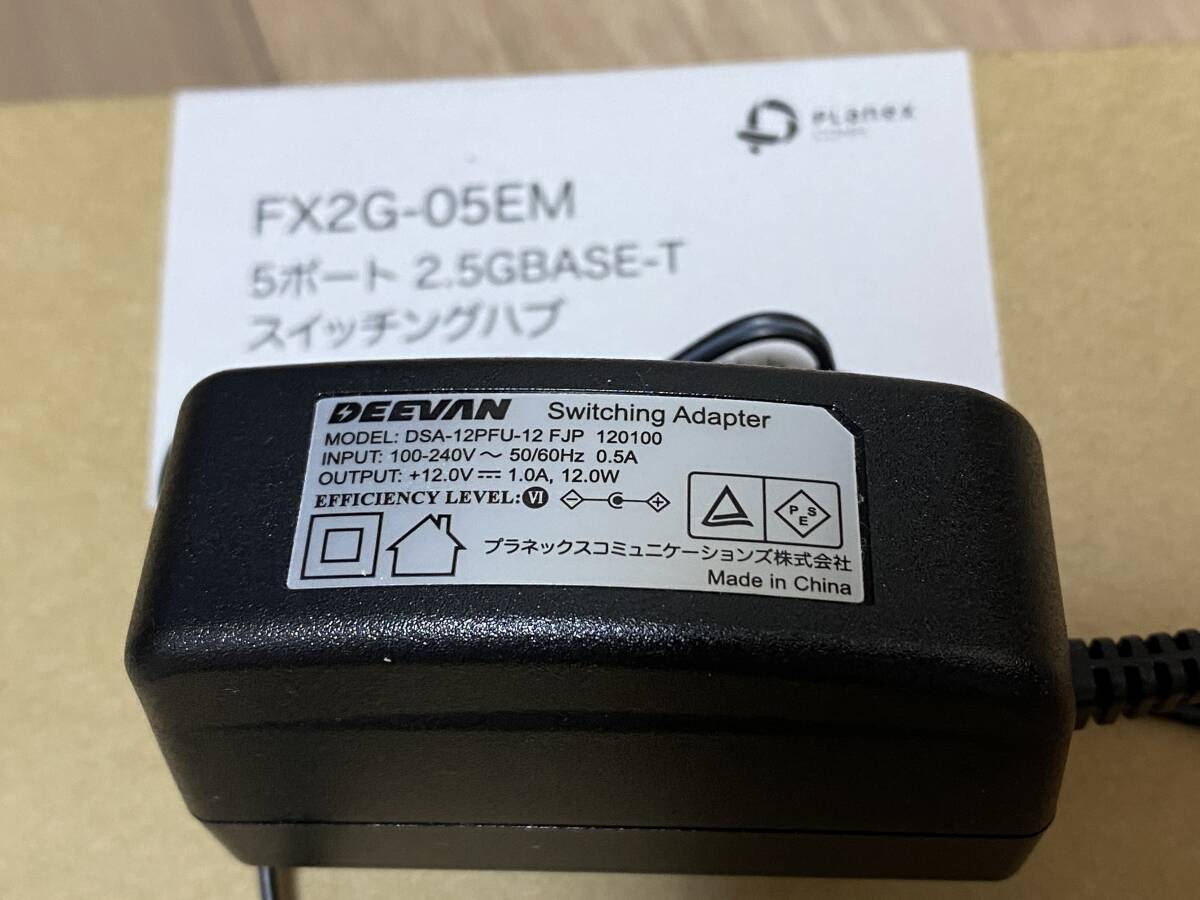 PLanex
FX2G-05EM
5ポート 2.5GBASE-T
スイッチングハブ
DEEVAN Switching Adapter
MODEL: DSA-12PFU-12 FJP 120100
INPUT: 100-240V ～ 50/60Hz 0.5A
OUTPUT: +12.0V ⎓ 1.0A, 12.0W
EFFICIENCY LEVEL: VI
PSE
プラネックスコミュニケーションズ株式会社
Made in China